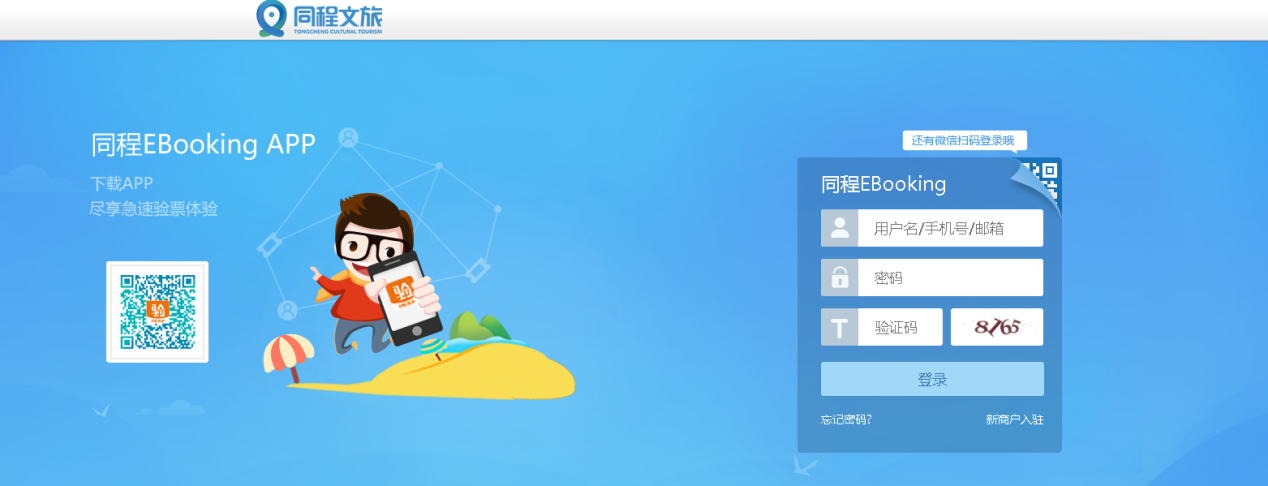 同程文旅
TONGCHENG CULTURAL TOURISM
同程EBooking APP
下载APP
尽享急速验票体验
验
验
还有微信扫码登录哦
同程EBooking
用户名/手机号/邮箱
密码
T
验证码
8765
登录
忘记密码?
新商户入驻